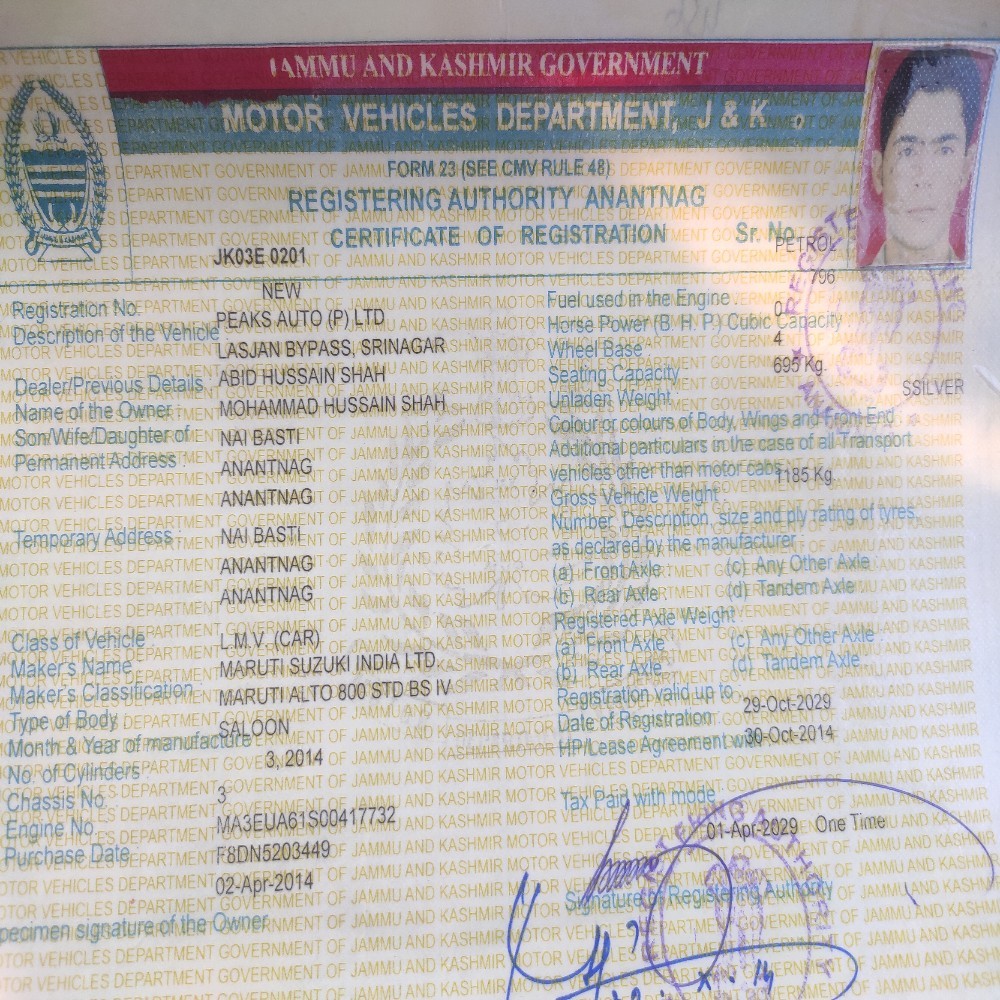 JAMMU AND KASHMIR GOVERNMENT
MOTOR VEHICLES DEPARTMENT, J & K
FORM 23 (SEE CMV RULE 48)
REGISTERING AUTHORITY ANANTNAG
CERTIFICATE OF REGISTRATION
Sr. No.
JK03E 0201
Registration No.
NEW
Description of the Vehicle
PEAKS AUTO (P) LTD
LASJAN BYPASS, SRINAGAR
Dealer/Previous Details
ABID HUSSAIN SHAH
Name of the Owner
MOHAMMAD HUSSAIN SHAH
Son/Wife/Daughter of
NAI BASTI
Permanent Address
ANANTNAG
ANANTNAG
Temporary Address
NAI BASTI
ANANTNAG
ANANTNAG
Class of Vehicle
L.M.V. (CAR)
Maker's Name
MARUTI SUZUKI INDIA LTD.
Maker's Classification
MARUTI ALTO 800 STD BS IV
Type of Body
SALOON
Month & Year of manufacture
3, 2014
No. of Cylinders
3
Chassis No.
MA3EUA61S00417732
Engine No.
F8DN5203449
Purchase Date
02-Apr-2014
pecimen signature of the Owner
PETROL
796
Fuel used in the Engine
0
Horse Power (B. H. P.) Cubic Capacity
4
Wheel Base
695 Kg.
Seating Capacity
SSILVER
Unladen Weight
Colour or colours of Body, Wings and Front End
Additional particulars in the case of all Transport
vehicles other than motor cabs
1185 Kg.
Gross Vehicle Weight
Number, Description, size and ply rating of tyres,
as declared by the manufacturer
(a) Front Axle (c) Any Other Axle
(b) Rear Axle (d) Tandem Axle
Registered Axle Weight
(a) Front Axle (c) Any Other Axle
(b) Rear Axle (d) Tandem Axle
Registration valid up to
29-Oct-2029
Date of Registration
30-Oct-2014
HP/Lease Agreement with
Tax Paid with mode
01-Apr-2029 One Time
Signature of Registering Authority